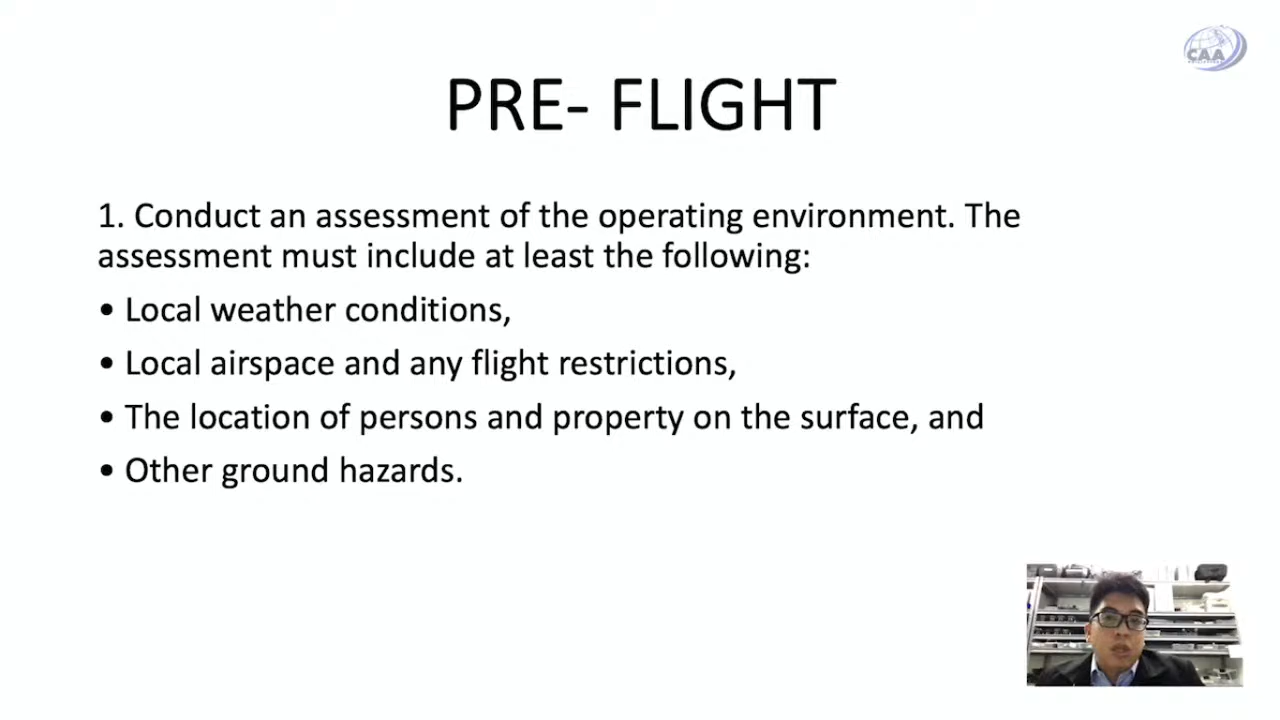 CAA
PRE- FLIGHT
1. Conduct an assessment of the operating environment. The
assessment must include at least the following:
• Local weather conditions,
• Local airspace and any flight restrictions,
• The location of persons and property on the surface, and
• Other ground hazards.